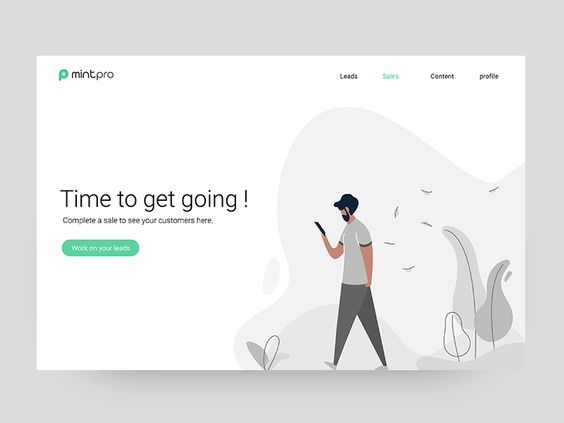 mintpro
Leads Sales Content profile
Time to get going !
Complete a sale to see your customers here.
Work on your leads